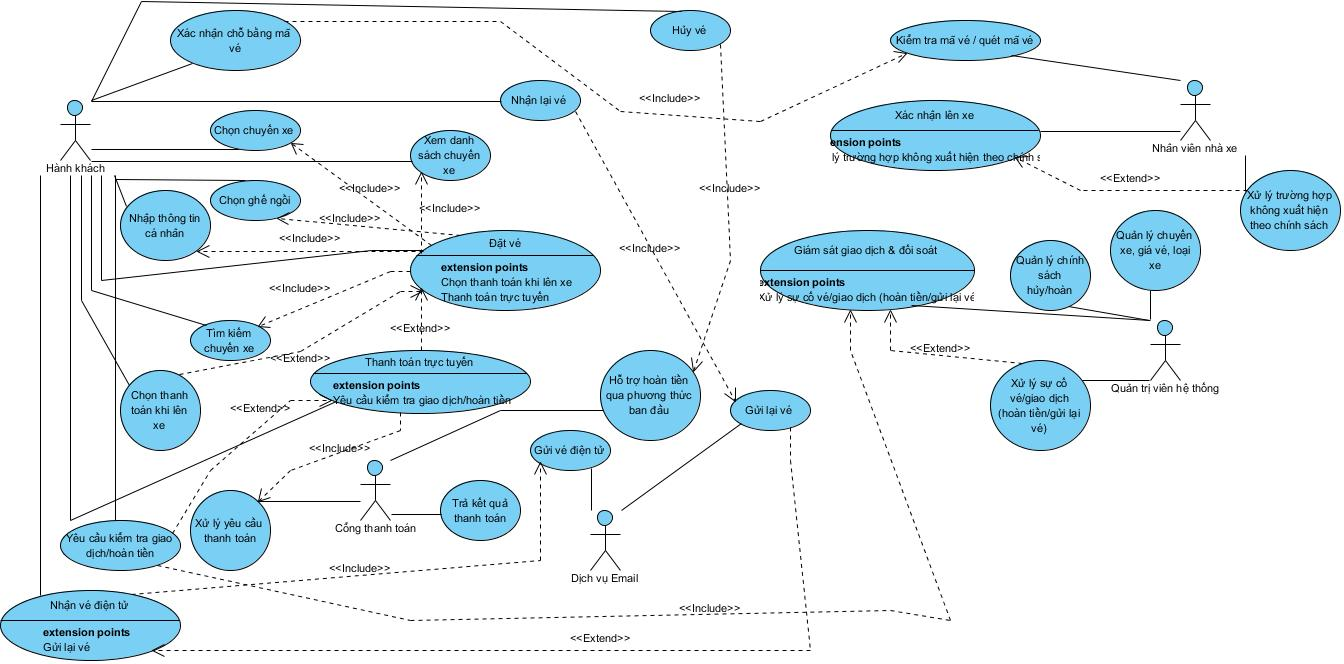 Xác nhận chỗ bằng mã
vé
Hủy vé
Kiểm tra mã vé / quét mã vé
<<Include>>
Nhận lại vé
Xác nhận lên xe
ension points
lý trường hợp không xuất hiện theo chính s
Nhân viên nhà xe
Hành khách
Chọn chuyến xe
Xem danh
sách chuyến
xe
<<Include>>
<<Include>>
<<Extend>>
Xử lý trường hợp
không xuất hiện
theo chính sách
Chọn ghế ngồi
Nhập thông tin
cá nhân
<<Include>>
<<Include>>
<<Include>>
<<Include>>
Đặt vé
extension points
Chọn thanh toán khi lên xe
Thanh toán trực tuyến
Giám sát giao dịch & đối soát
xtension points
Xử lý sự cố vé/giao dịch (hoàn tiền/gửi lại vé
Quản lý chính
sách
hủy/hoàn
Quản lý chuyến
xe, giá vé, loại
xe
<<Include>>
Tìm kiếm
chuyến xe
<<Extend>>
<<Extend>>
<<Extend>>
Thanh toán trực tuyến
extension points
Yêu cầu kiểm tra giao dịch/hoàn tiền
Chọn thanh
toán khi lên
xe
<<Extend>>
Hỗ trợ hoàn tiền
qua phương thức
ban đầu
Gửi lại vé
Xử lý sự cố
vé/giao dịch
(hoàn tiền/gửi lại
vé)
Quản trị viên hệ thống
<<Include>>
Gửi vé điện tử
Xử lý yêu cầu
thanh toán
Cổng thanh toán
Trả kết quả
thanh toán
Yêu cầu kiểm tra giao
dịch/hoàn tiền
Dịch vụ Email
<<Include>>
Nhận vé điện tử
extension points
Gửi lại vé
<<Include>>
<<Extend>>